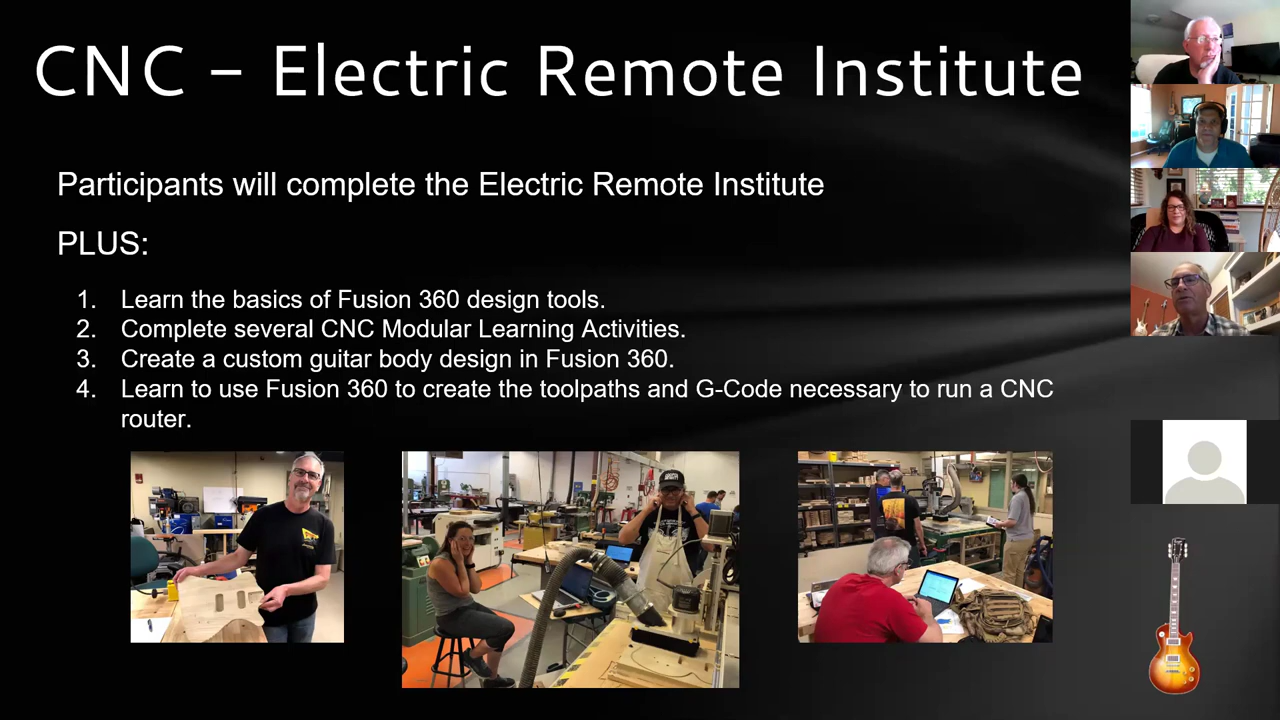 CNC – Electric Remote Institute
Participants will complete the Electric Remote Institute
PLUS:
1. Learn the basics of Fusion 360 design tools.
2. Complete several CNC Modular Learning Activities.
3. Create a custom guitar body design in Fusion 360.
4. Learn to use Fusion 360 to create the toolpaths and G-Code necessary to run a CNC
router.